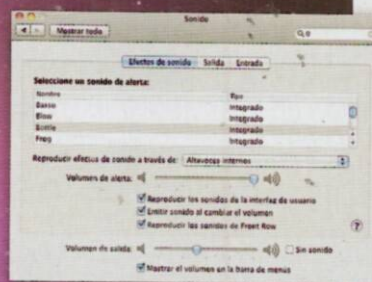 Sonido
Mostrar todo
Efectos de sonido Salida Entrada
Seleccione un sonido de alerta:
Nombre Tipo
Basso Integrado
Blow Integrado
Bottle Integrado
Frog Integrado
Reproducir efectos de sonido a través de: Altavoces internos
Volumen de alerta:
Reproducir los sonidos de la interfaz de usuario
Emitir sonido al cambiar el volumen
Reproducir los sonidos de Front Row
?
Volumen de salida: Sin sonido
Mostrar el volumen en la barra de menús